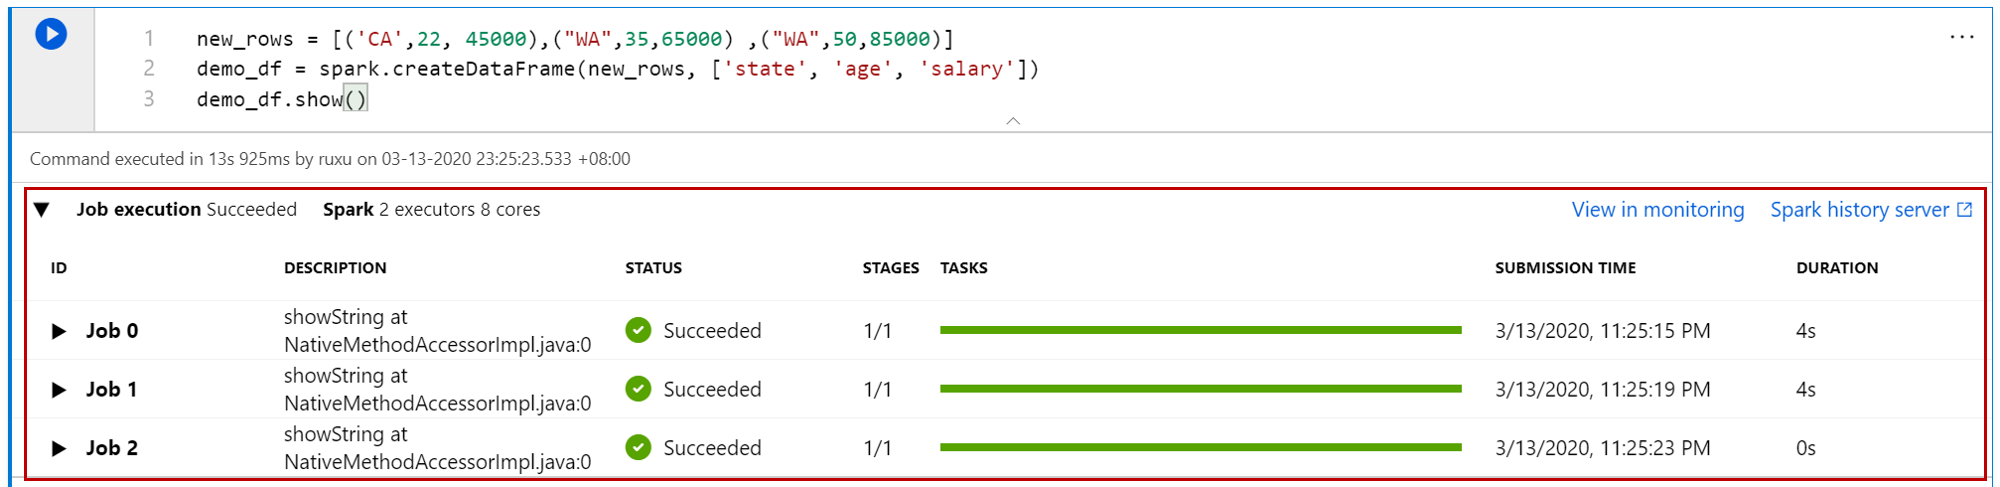 1 new_rows = [('CA',22, 45000),("WA",35,65000) ,("WA",50,85000)]
...
2 demo_df = spark.createDataFrame(new_rows, ['state', 'age', 'salary'])
3 demo_df.show()
Command executed in 13s 925ms by ruxu on 03-13-2020 23:25:23.533 +08:00
Job execution Succeeded Spark 2 executors 8 cores View in monitoring Spark history server
ID DESCRIPTION STATUS STAGES TASKS SUBMISSION TIME DURATION
Job 0 showString at
NativeMethodAccessorImpl.java:0 Succeeded 1/1 3/13/2020, 11:25:15 PM 4s
Job 1 showString at
NativeMethodAccessorImpl.java:0 Succeeded 1/1 3/13/2020, 11:25:19 PM 4s
Job 2 showString at
NativeMethodAccessorImpl.java:0 Succeeded 1/1 3/13/2020, 11:25:23 PM 0s